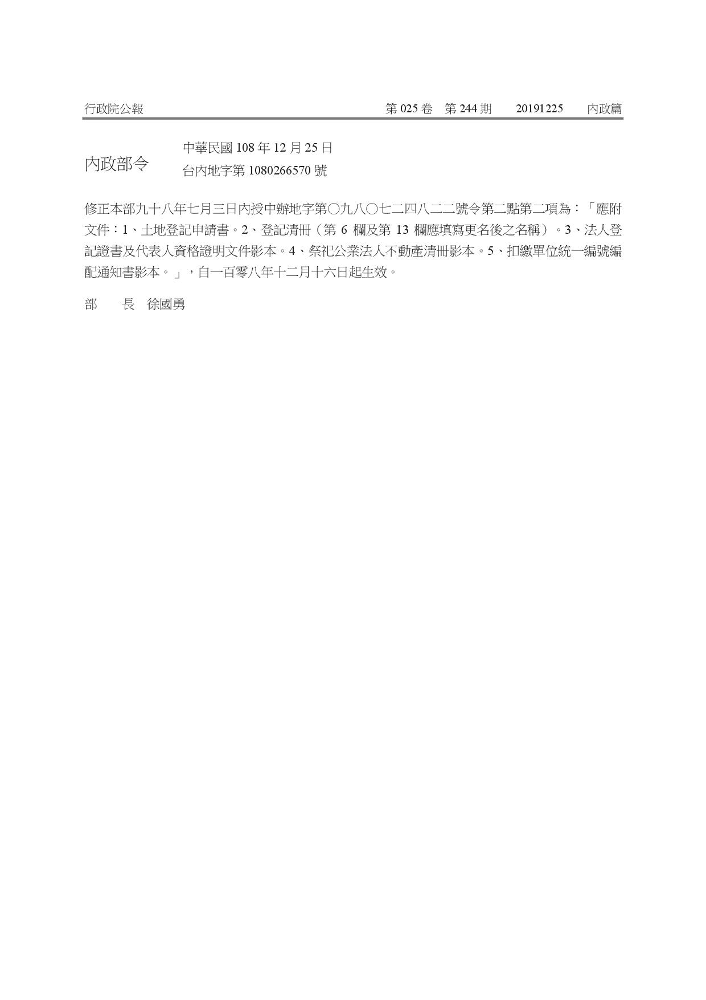 行政院公報　第 025 卷　第 244 期　20191225　內政篇
內政部令
中華民國 108 年 12 月 25 日
台內地字第 1080266570 號
修正本部九十八年七月三日內授中辦地字第〇九八〇七二四八二二號令第二點第二項為：「應附
文件：1、土地登記申請書。2、登記清冊（第 6 欄及第 13 欄應填寫更名後之名稱）。3、法人登
記證書及代表人資格證明文件影本。4、祭祀公業法人不動產清冊影本。5、扣繳單位統一編號編
配通知書影本。」，自一百零八年十二月十六日起生效。
部　　長　徐國勇